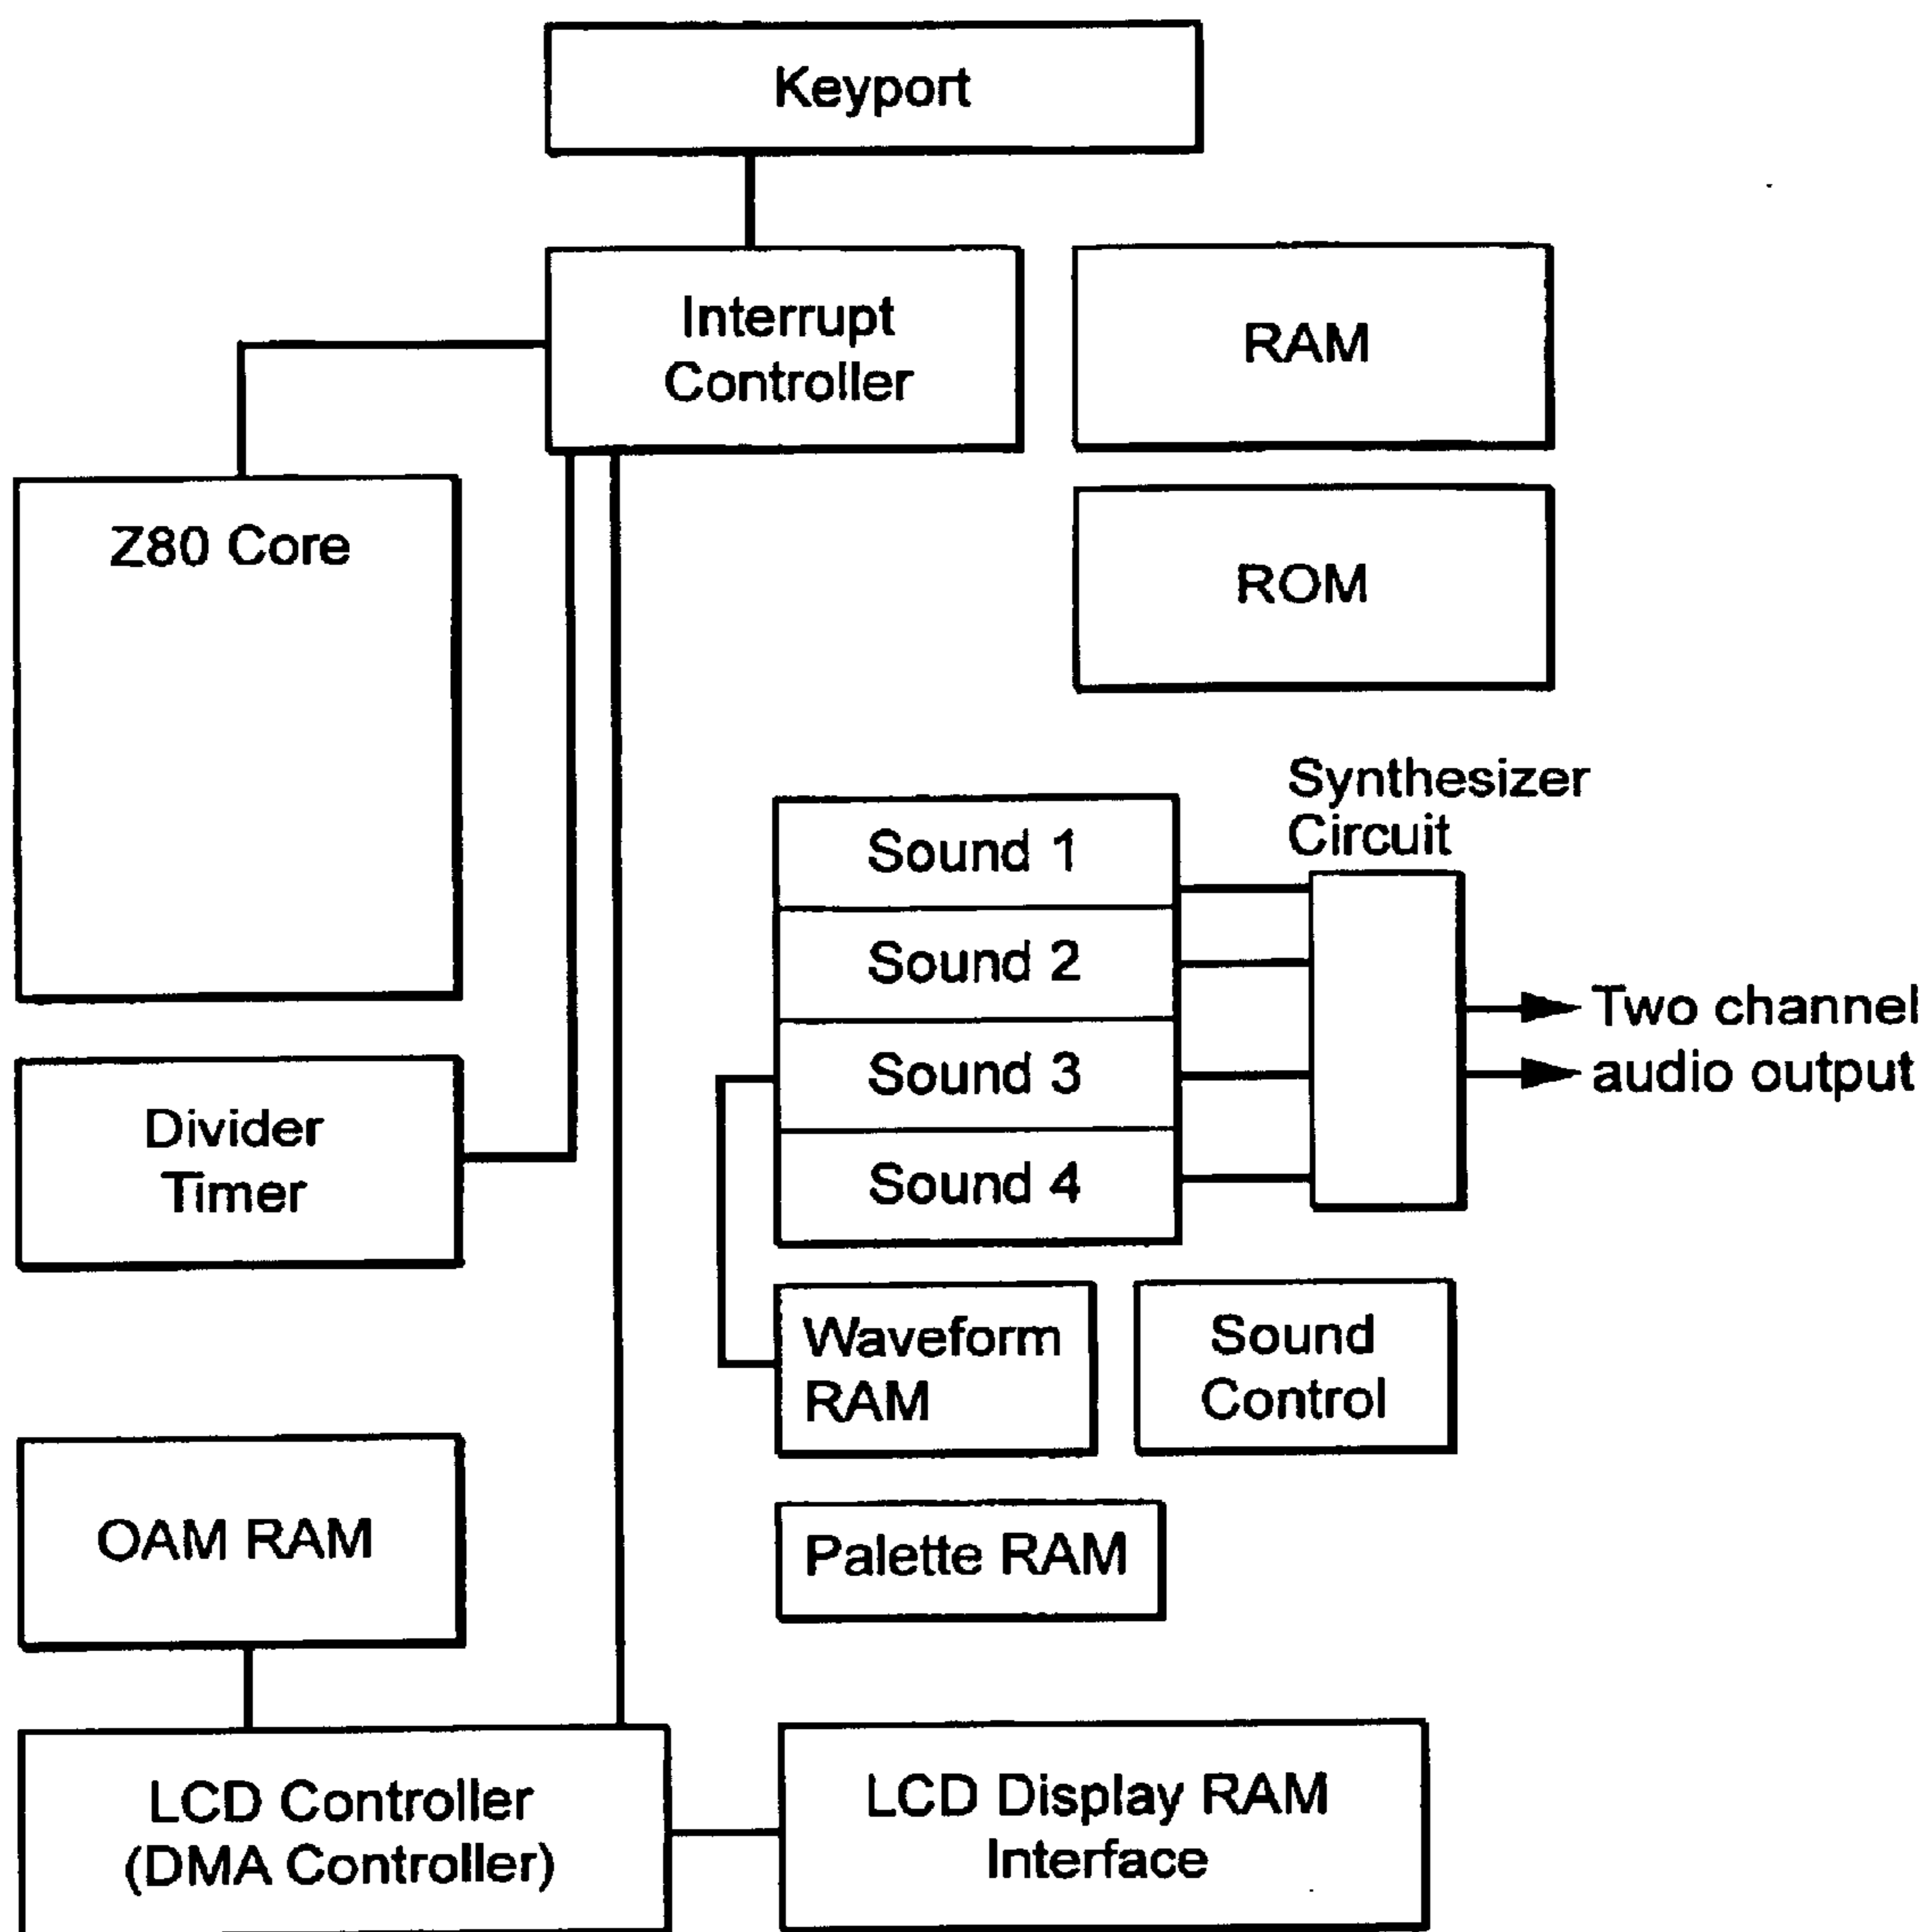 Keyport
Interrupt
Controller
RAM
Z80 Core
ROM
Synthesizer
Circuit
Sound 1
Sound 2
Sound 3
Sound 4
Two channel
audio output
Divider
Timer
Waveform
RAM
Sound
Control
OAM RAM
Palette RAM
LCD Controller
(DMA Controller)
LCD Display RAM
Interface